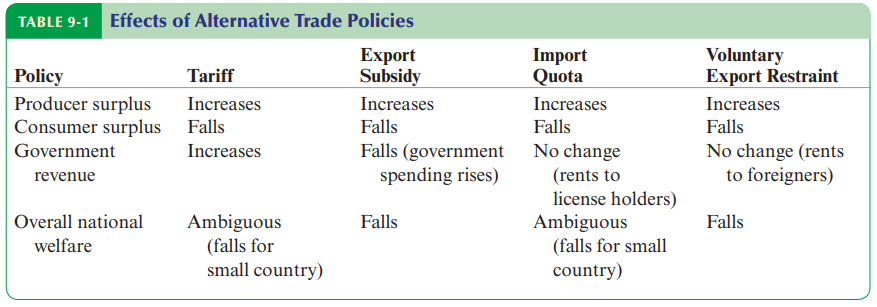 TABLE 9-1 Effects of Alternative Trade Policies
Export Import Voluntary
Policy Tariff Subsidy Quota Export Restraint
Producer surplus Increases Increases Increases Increases
Consumer surplus Falls Falls Falls Falls
Government Increases Falls (government No change No change (rents
revenue spending rises) (rents to to foreigners)
license holders)
Overall national Ambiguous Falls Ambiguous Falls
welfare (falls for (falls for small
small country) country)